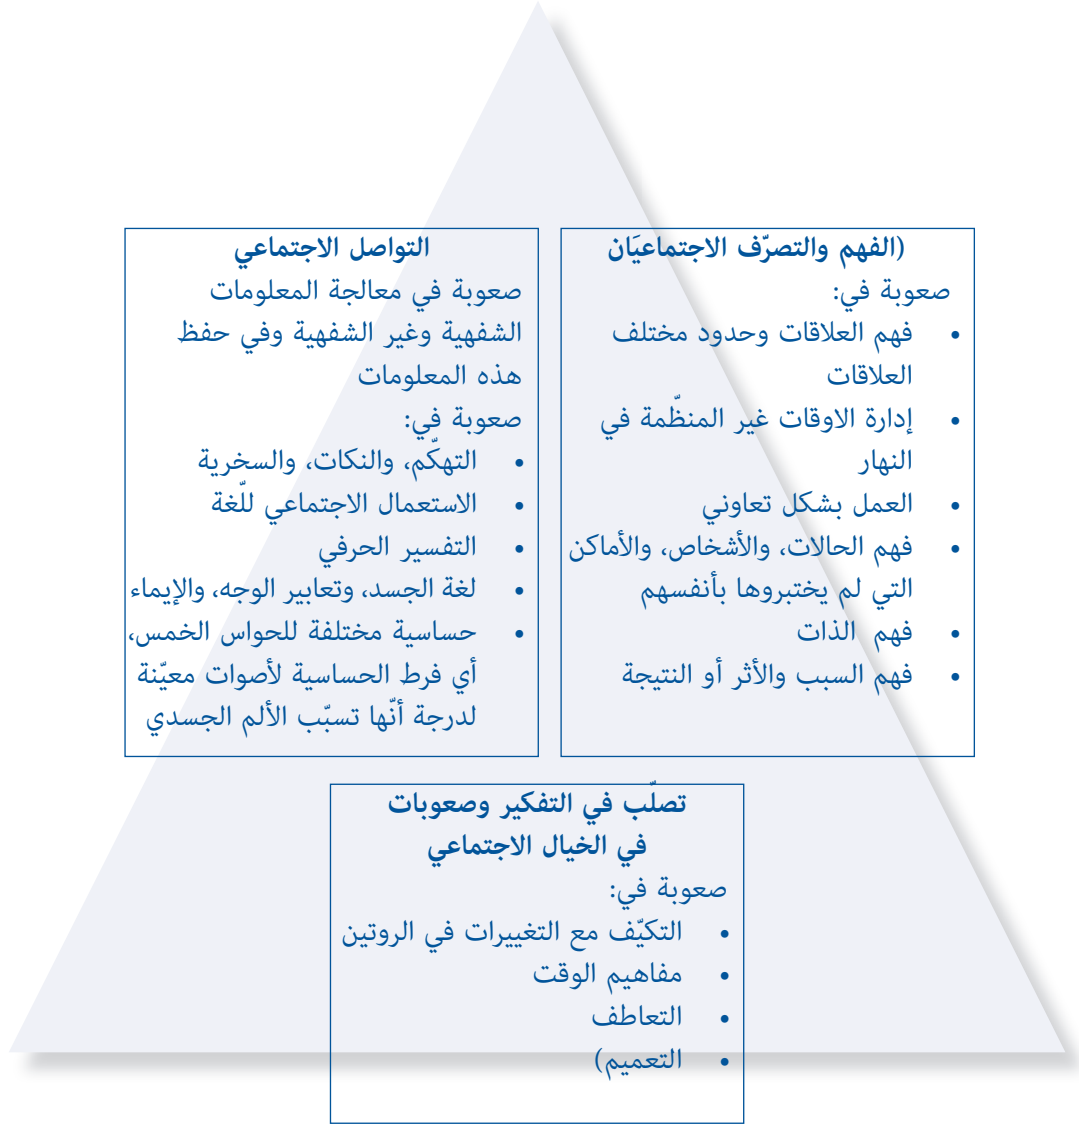 (الفهم والتصرّف الاجتماعيَان
صعوبة في:
• فهم العلاقات وحدود مختلف
العلاقات
• إدارة الاوقات غير المنظّمة في
النهار
• العمل بشكل تعاوني
• فهم الحالات، والأشخاص، والأماكن
التي لم يختبروها بأنفسهم
• فهم الذات
• فهم السبب والأثر أو النتيجة
التواصل الاجتماعي
صعوبة في معالجة المعلومات
الشفهية وغير الشفهية وفي حفظ
هذه المعلومات
صعوبة في:
• التهكّم، والنكات، والسخرية
• الاستعمال الاجتماعي للّغة
• التفسير الحرفي
• لغة الجسد، وتعابير الوجه، والإيماء
• حساسية مختلفة للحواس الخمس،
أي فرط الحساسية لأصوات معيّنة
لدرجة أنّها تسبّب الألم الجسدي
تصلّب في التفكير وصعوبات
في الخيال الاجتماعي
صعوبة في:
• التكيّف مع التغييرات في الروتين
• مفاهيم الوقت
• التعاطف
• التعميم)